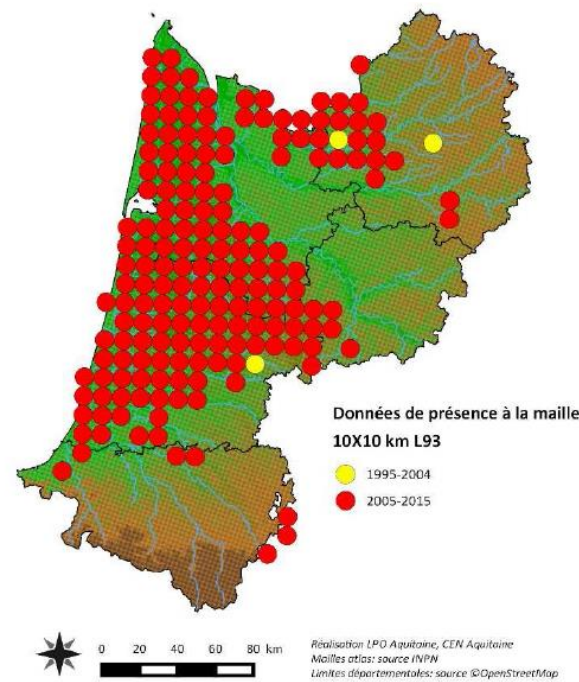 Données de présence à la maille
10X10 km L93
1995-2004
2005-2015
0 20 40 60 80 km
Réalisation LPO Aquitaine, CEN Aquitaine
Mailles atlas: source INPN
Limites départementales: source ©OpenStreetMap